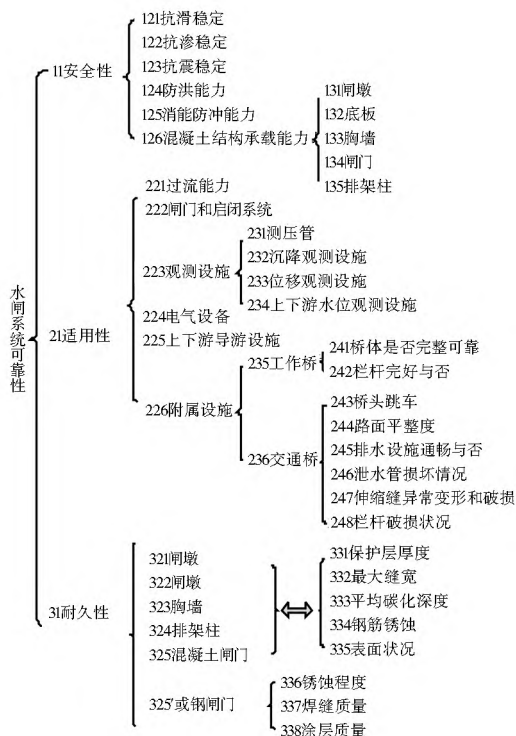 水闸系统可靠性
11安全性
121抗滑稳定
122抗渗稳定
123抗震稳定
124防洪能力
125消能防冲能力
126混凝土结构承载能力
131闸墩
132底板
133胸墙
134闸门
135排架柱
21适用性
221过流能力
222闸门和启闭系统
223观测设施
231测压管
232沉降观测设施
233位移观测设施
234上下游水位观测设施
224电气设备
225上下游导游设施
226附属设施
235工作桥
241桥体是否完整可靠
242栏杆完好与否
236交通桥
243桥头跳车
244路面平整度
245排水设施通畅与否
246泄水管损坏情况
247伸缩缝异常变形和破损
248栏杆破损状况
31耐久性
321闸墩
322闸墩
323胸墙
324排架柱
325混凝土闸门
331保护层厚度
332最大缝宽
333平均碳化深度
334钢筋锈蚀
335表面状况
325′或钢闸门
336锈蚀程度
337焊缝质量
338涂层质量